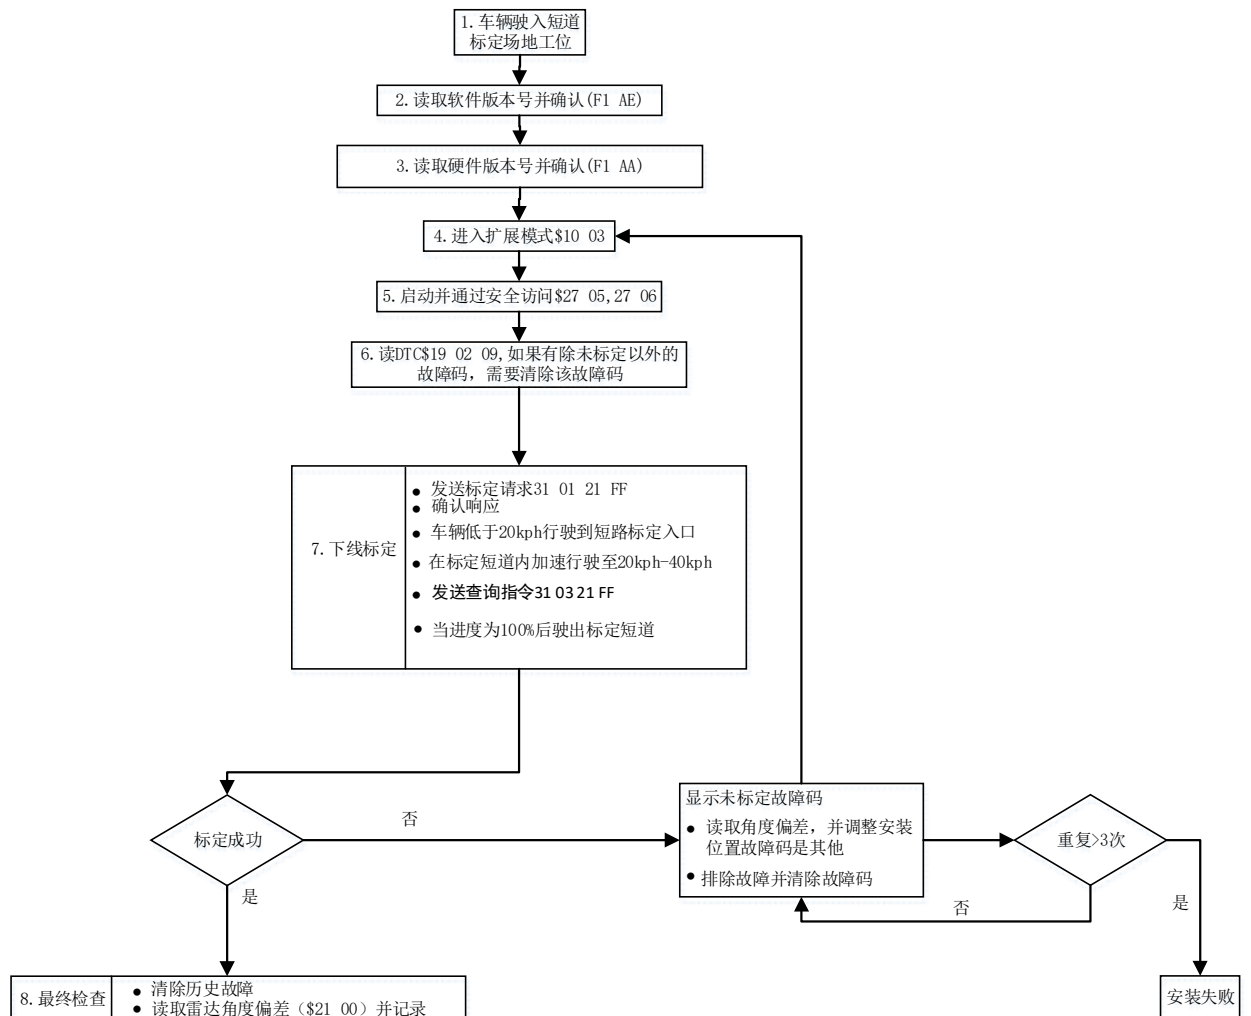 1.车辆驶入短道
标定场地工位
2.读取软件版本号并确认(F1 AE)
3.读取硬件版本号并确认(F1 AA)
4.进入扩展模式$10 03
5.启动并通过安全访问$27 05,27 06
6.读DTC$19 02 09,如果有除未标定以外的
故障码，需要清除该故障码
7.下线标定
● 发送标定请求31 01 21 FF
● 确认响应
● 车辆低于20kph行驶到短路标定入口
● 在标定短道内加速行驶至20kph-40kph
● 发送查询指令31 03 21 FF
● 当进度为100%后驶出标定短道
标定成功
否
是
显示未标定故障码
● 读取角度偏差，并调整安装
位置故障码是其他
● 排除故障并清除故障码
重复>3次
否
是
安装失败
8.最终检查
● 清除历史故障
● 读取雷达角度偏差（$21 00）并记录